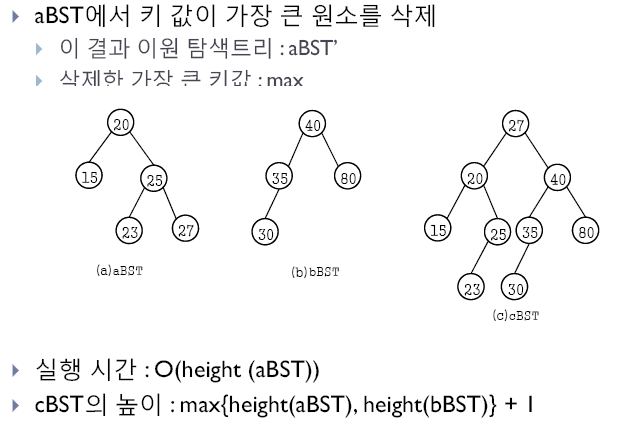 aBST에서 키 값이 가장 큰 원소를 삭제
이 결과 이원 탐색트리 : aBST’
삭제한 가장 큰 키값 : max
20
40
27
15
25
35
80
20
40
23
27
30
15
25
35
80
23
30
(a)aBST
(b)bBST
(c)cBST
실행 시간 : O(height (aBST))
cBST의 높이 : max{height(aBST), height(bBST)} + 1